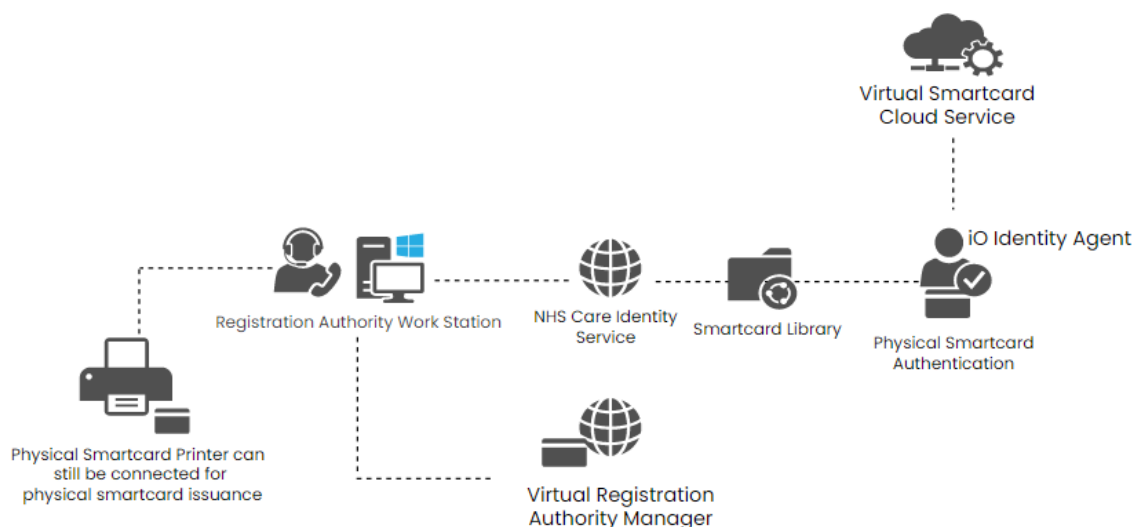 Virtual Smartcard
Cloud Service
iO Identity Agent
Registration Authority Work Station
NHS Care Identity
Service
Smartcard Library
Physical Smartcard
Authentication
Physical Smartcard Printer can
still be connected for
physical smartcard issuance
Virtual Registration
Authority Manager